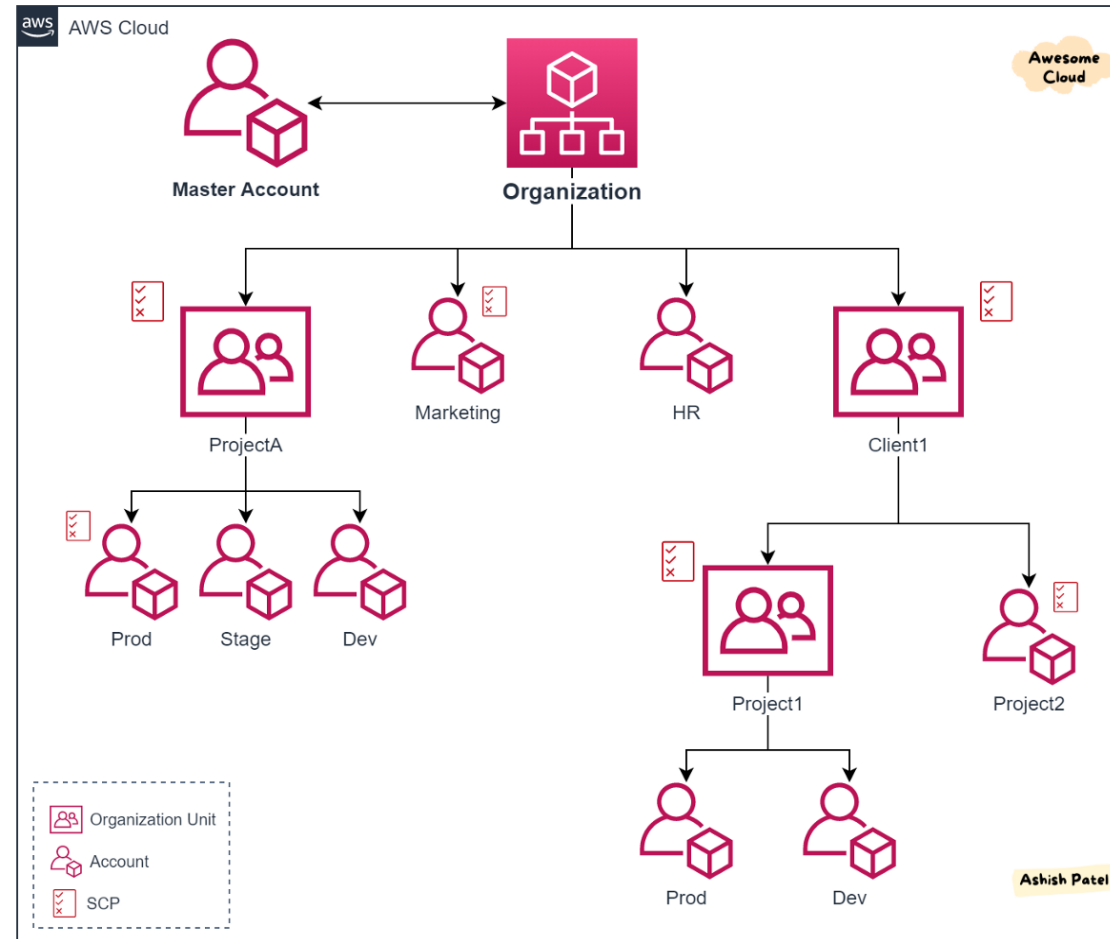 aws
AWS Cloud
Awesome
Cloud
Master Account
Organization
ProjectA
Marketing
HR
Client1
Prod
Stage
Dev
Project1
Project2
Organization Unit
Account
SCP
Prod
Dev
Ashish Patel